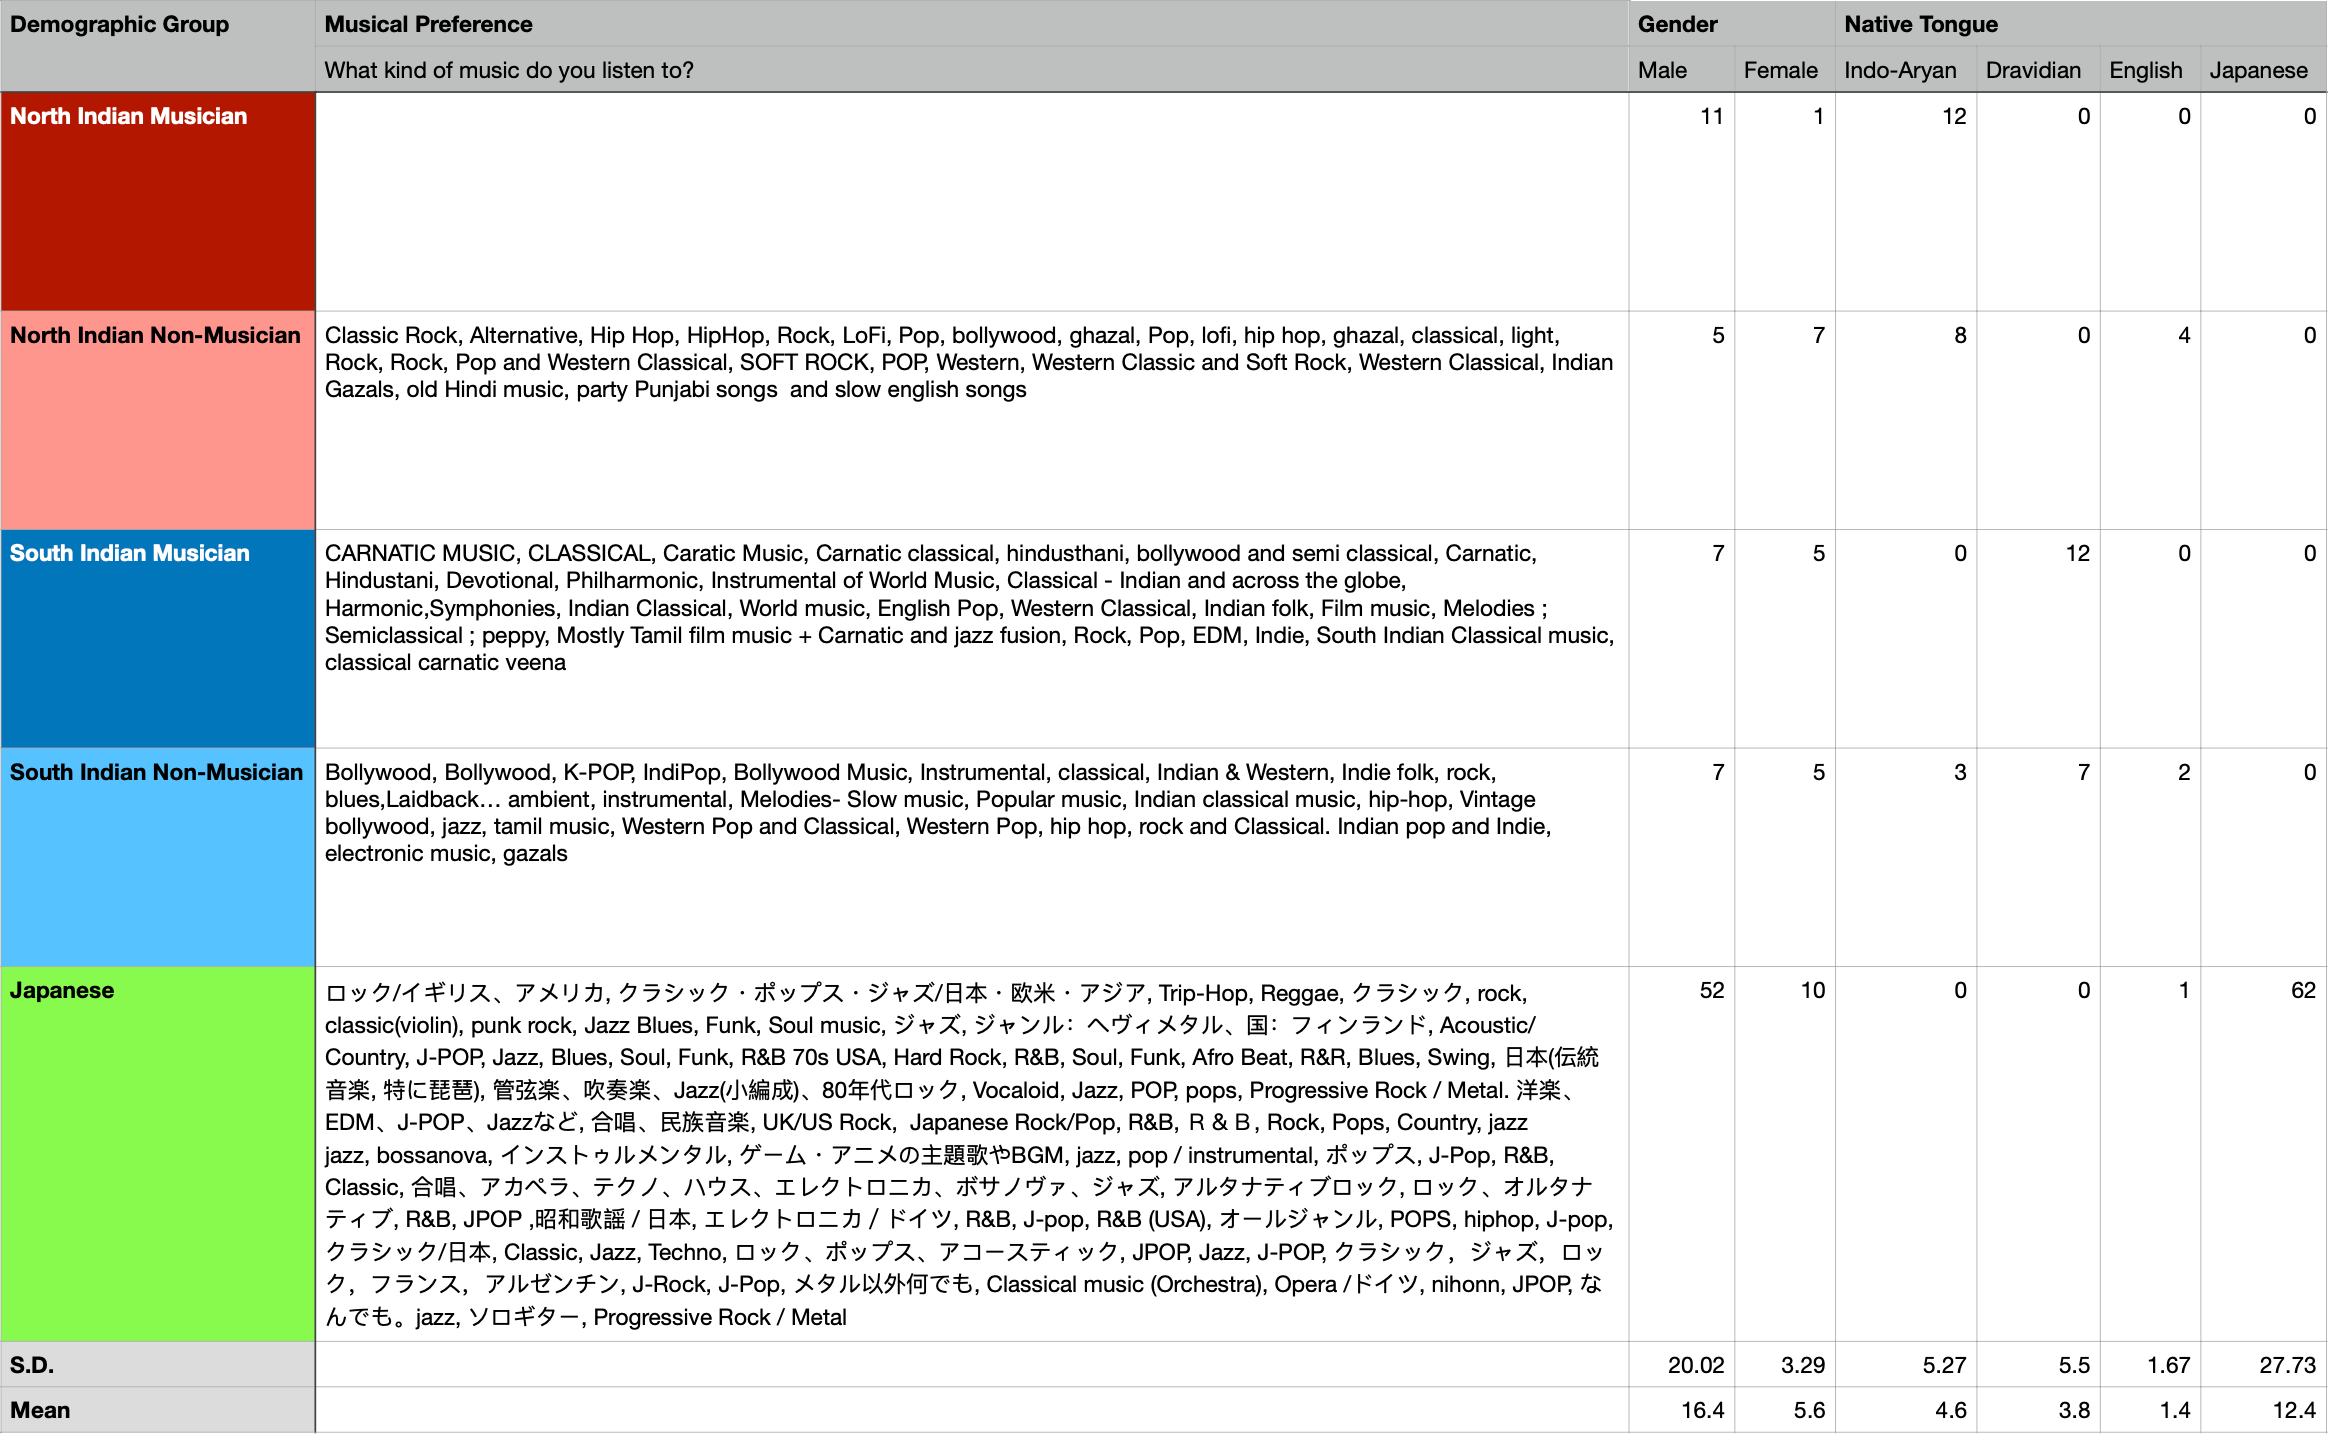 Demographic Group Musical Preference Gender Native Tongue
What kind of music do you listen to? Male Female Indo-Aryan Dravidian English Japanese
North Indian Musician 11 1 12 0 0 0
North Indian Non-Musician Classic Rock, Alternative, Hip Hop, HipHop, Rock, LoFi, Pop, bollywood, ghazal, Pop, lofi, hip hop, ghazal, classical, light, 5 7 8 0 4 0
Rock, Rock, Pop and Western Classical, SOFT ROCK, POP, Western, Western Classic and Soft Rock, Western Classical, Indian
Gazals, old Hindi music, party Punjabi songs  and slow english songs
South Indian Musician CARNATIC MUSIC, CLASSICAL, Caratic Music, Carnatic classical, hindusthani, bollywood and semi classical, Carnatic, 7 5 0 12 0 0
Hindustani, Devotional, Philharmonic, Instrumental of World Music, Classical - Indian and across the globe,
Harmonic,Symphonies, Indian Classical, World music, English Pop, Western Classical, Indian folk, Film music, Melodies ;
Semiclassical ; peppy, Mostly Tamil film music + Carnatic and jazz fusion, Rock, Pop, EDM, Indie, South Indian Classical music,
classical carnatic veena
South Indian Non-Musician Bollywood, Bollywood, K-POP, IndiPop, Bollywood Music, Instrumental, classical, Indian & Western, Indie folk, rock, 7 5 3 7 2 0
blues,Laidback… ambient, instrumental, Melodies- Slow music, Popular music, Indian classical music, hip-hop, Vintage
bollywood, jazz, tamil music, Western Pop and Classical, Western Pop, hip hop, rock and Classical. Indian pop and Indie,
electronic music, gazals
Japanese ロック/イギリス、アメリカ, クラシック・ポップス・ジャズ/日本・欧米・アジア, Trip-Hop, Reggae, クラシック, rock, 52 10 0 0 1 62
classic(violin), punk rock, Jazz Blues, Funk, Soul music, ジャズ, ジャンル：ヘヴィメタル、国：フィンランド, Acoustic/
Country, J-POP, Jazz, Blues, Soul, Funk, R&B 70s USA, Hard Rock, R&B, Soul, Funk, Afro Beat, R&R, Blues, Swing, 日本(伝統
音楽, 特に琵琶), 管弦楽、吹奏楽、Jazz(小編成)、80年代ロック, Vocaloid, Jazz, POP, pops, Progressive Rock / Metal. 洋楽、
EDM、J-POP、Jazzなど, 合唱、民族音楽, UK/US Rock,  Japanese Rock/Pop, R&B, Ｒ＆Ｂ, Rock, Pops, Country, jazz
jazz, bossanova, インストゥルメンタル, ゲーム・アニメの主題歌やBGM, jazz, pop / instrumental, ポップス, J-Pop, R&B,
Classic, 合唱、アカペラ、テクノ、ハウス、エレクトロニカ、ボサノヴァ、ジャズ, アルタナティブロック, ロック、オルタナ
ティブ, R&B, JPOP ,昭和歌謡 / 日本, エレクトロニカ / ドイツ, R&B, J-pop, R&B (USA), オールジャンル, POPS, hiphop, J-pop,
クラシック/日本, Classic, Jazz, Techno, ロック、ポップス、アコースティック, JPOP, Jazz, J-POP, クラシック，ジャズ，ロッ
ク，フランス，アルゼンチン, J-Rock, J-Pop, メタル以外何でも, Classical music (Orchestra), Opera /ドイツ, nihonn, JPOP, な
んでも。jazz, ソロギター, Progressive Rock / Metal
S.D. 20.02 3.29 5.27 5.5 1.67 27.73
Mean 16.4 5.6 4.6 3.8 1.4 12.4